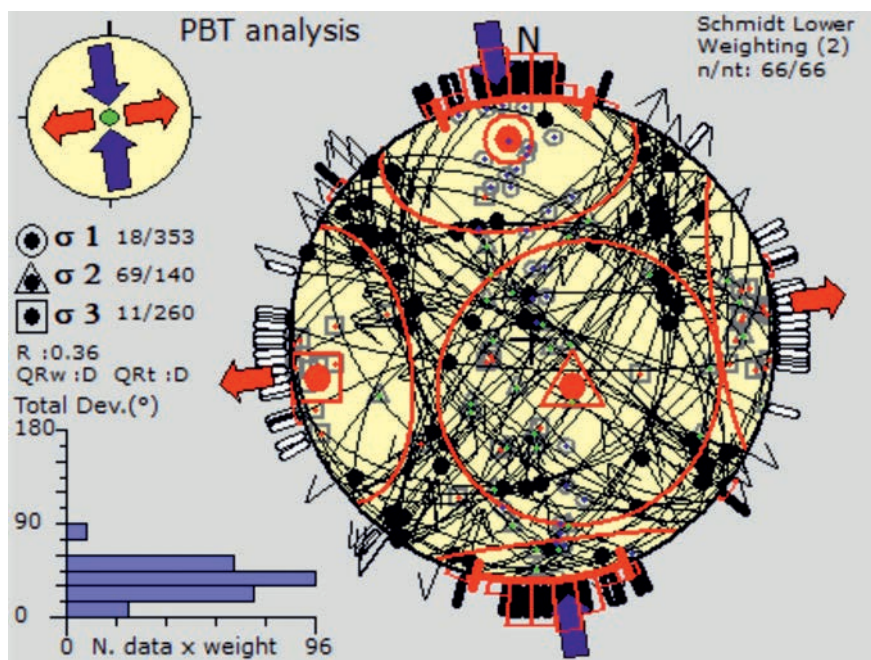 PBT analysis
N
Schmidt Lower
Weighting (2)
n/nt: 66/66
σ 1 18/353
σ 2 69/140
σ 3 11/260
R :0.36
QRw :D QRt :D
Total Dev.(°)
180
90
0
0 N. data x weight 96